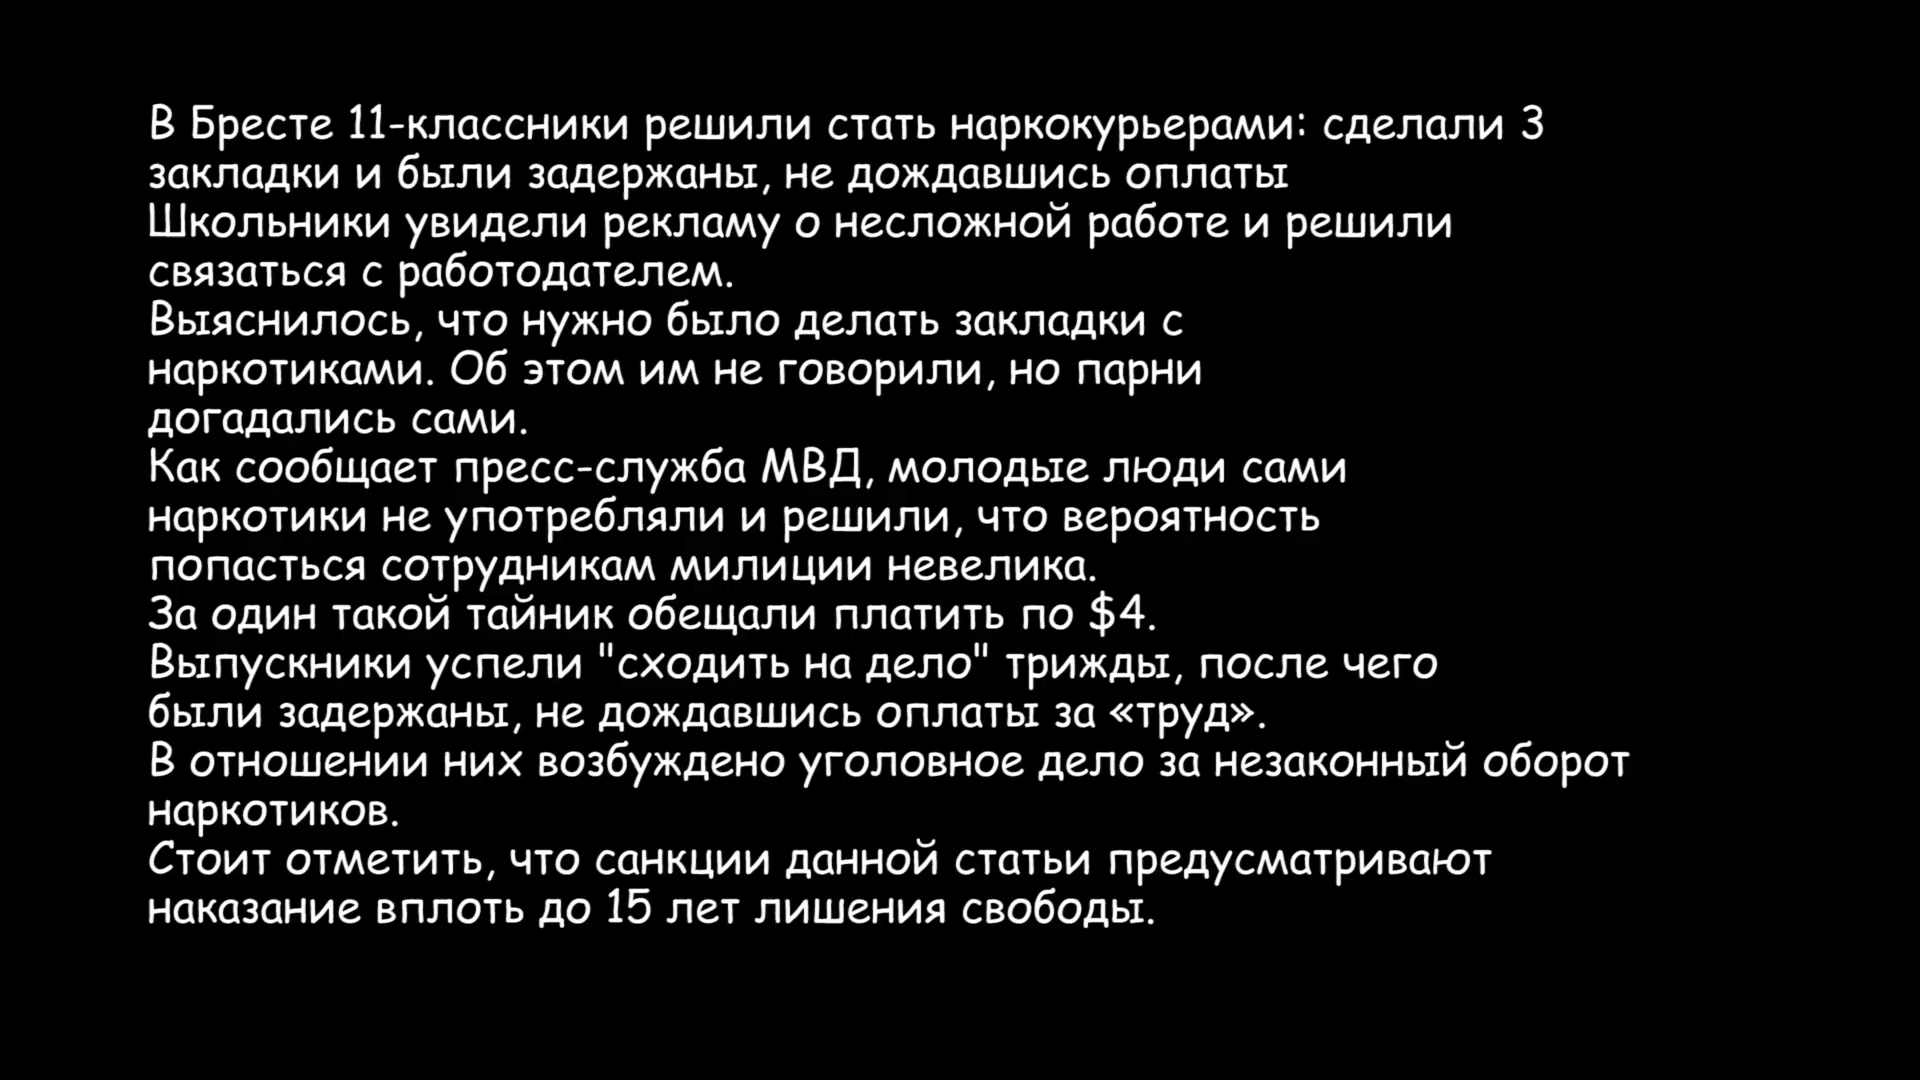 В Бресте 11-классники решили стать наркокурьерами: сделали 3
закладки и были задержаны, не дождавшись оплаты
Школьники увидели рекламу о несложной работе и решили
связаться с работодателем.
Выяснилось, что нужно было делать закладки с
наркотиками. Об этом им не говорили, но парни
догадались сами.
Как сообщает пресс-служба МВД, молодые люди сами
наркотики не употребляли и решили, что вероятность
попасться сотрудникам милиции невелика.
За один такой тайник обещали платить по $4.
Выпускники успели "сходить на дело" трижды, после чего
были задержаны, не дождавшись оплаты за «труд».
В отношении них возбуждено уголовное дело за незаконный оборот
наркотиков.
Стоит отметить, что санкции данной статьи предусматривают
наказание вплоть до 15 лет лишения свободы.